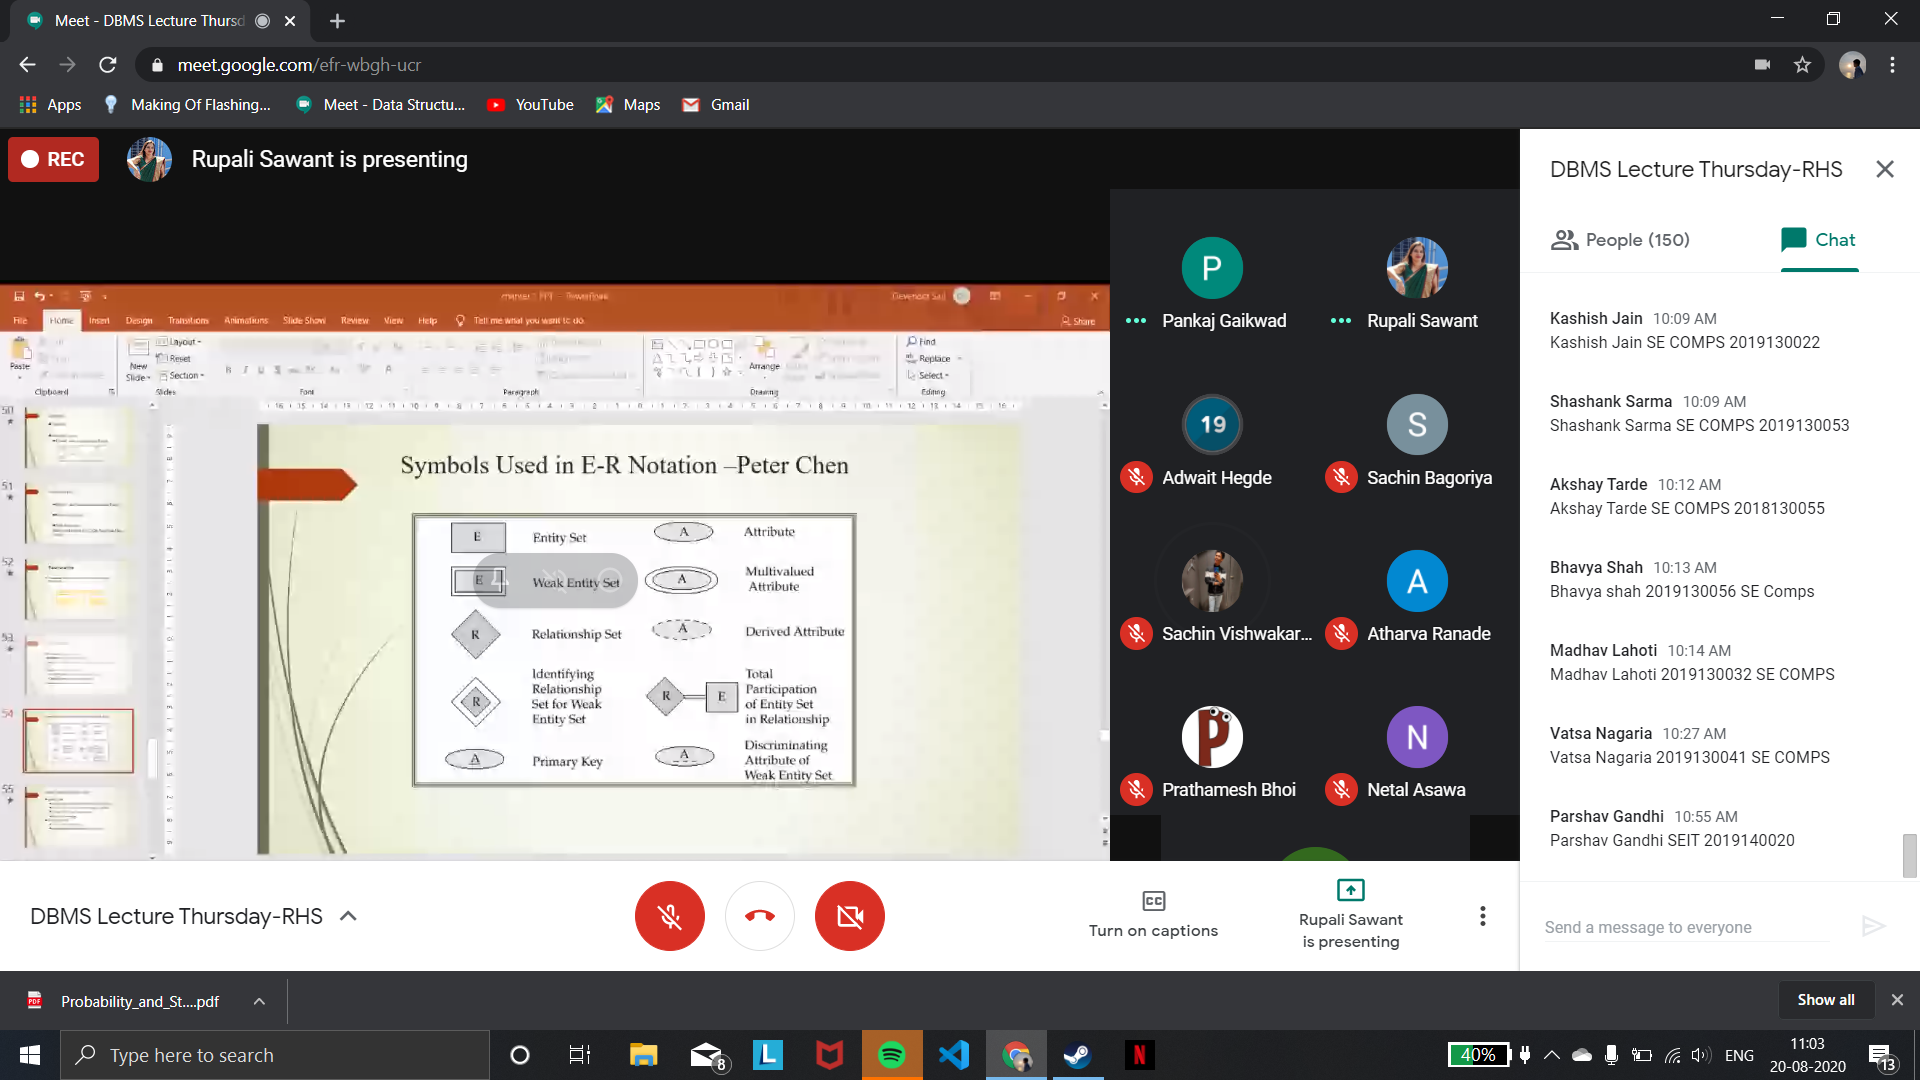 Meet - DBMS Lecture Thursd
meet.google.com/efr-wbgh-ucr
Apps
Making Of Flashing...
Meet - Data Structu...
YouTube
Maps
Gmail
REC
Rupali Sawant is presenting
File Home Insert Design Transitions Animations Slide Show Review View Help Tell me what you want to do
Share
Paste
Clipboard
New Slide
Layout
Reset
Section
Slides
Font
Paragraph
Arrange
Drawing
Find
Replace
Select
Editing
51
52
53
54
55
Symbols Used in E-R Notation –Peter Chen
E Entity Set
A Attribute
E Weak Entity Set
A Multivalued Attribute
R Relationship Set
A Derived Attribute
R Identifying Relationship Set for Weak Entity Set
R E Total Participation of Entity Set in Relationship
A Primary Key
A Discriminating Attribute of Weak Entity Set
P
Pankaj Gaikwad
Rupali Sawant
19
Adwait Hegde
S
Sachin Bagoriya
Sachin Vishwakar...
A
Atharva Ranade
P
Prathamesh Bhoi
N
Netal Asawa
DBMS Lecture Thursday-RHS
People (150)
Chat
Kashish Jain 10:09 AM
Kashish Jain SE COMPS 2019130022
Shashank Sarma 10:09 AM
Shashank Sarma SE COMPS 2019130053
Akshay Tarde 10:12 AM
Akshay Tarde SE COMPS 2018130055
Bhavya Shah 10:13 AM
Bhavya shah 2019130056 SE Comps
Madhav Lahoti 10:14 AM
Madhav Lahoti 2019130032 SE COMPS
Vatsa Nagaria 10:27 AM
Vatsa Nagaria 2019130041 SE COMPS
Parshav Gandhi 10:55 AM
Parshav Gandhi SEIT 2019140020
Send a message to everyone
DBMS Lecture Thursday-RHS
CC
Turn on captions
Rupali Sawant
is presenting
PDF
Probability_and_St....pdf
Show all
Type here to search
8
L
N
40%
ENG
11:03
20-08-2020
13